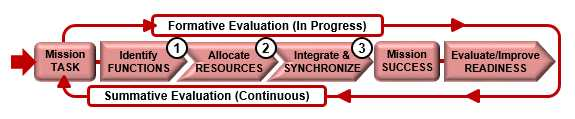 Formative Evaluation (In Progress)
Mission
TASK
Identify
FUNCTIONS
1
Allocate
RESOURCES
2
Integrate &
SYNCHRONIZE
3
Mission
SUCCESS
Evaluate/Improve
READINESS
Summative Evaluation (Continuous)